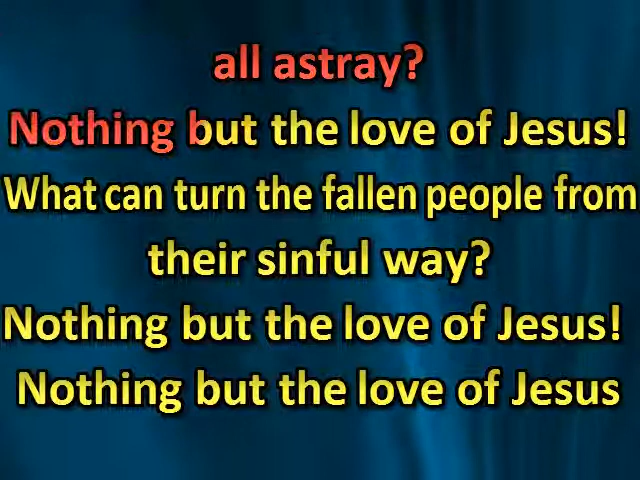 all astray?
Nothing but the love of Jesus!
What can turn the fallen people from
their sinful way?
Nothing but the love of Jesus!
Nothing but the love of Jesus